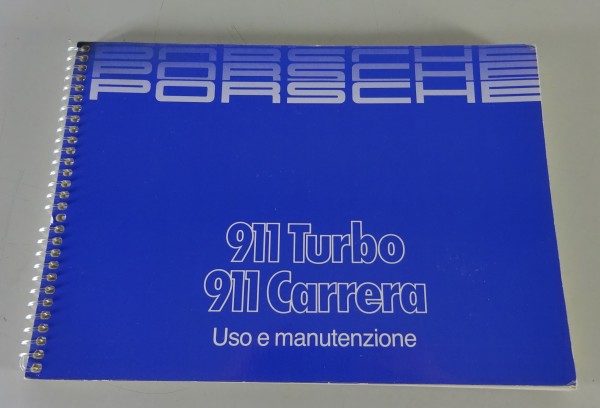 PORSCHE
PORSCHE
PORSCHE
911 Turbo
911 Carrera
Uso e manutenzione